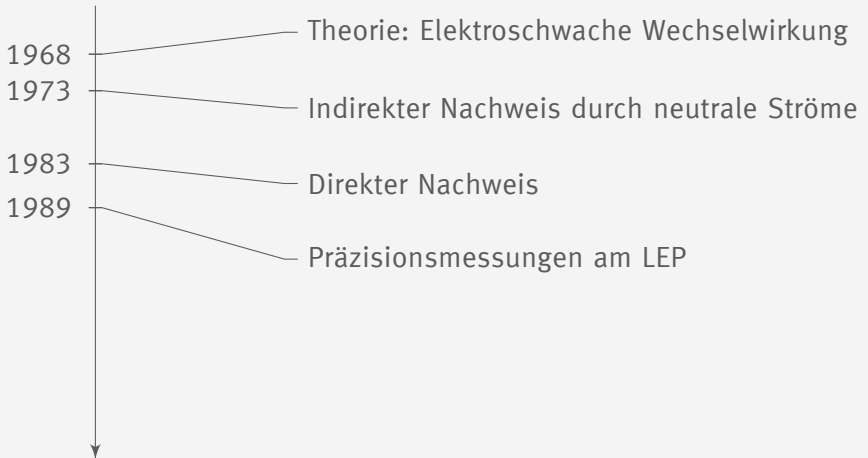 1968 Theorie: Elektroschwache Wechselwirkung
1973 Indirekter Nachweis durch neutrale Ströme
1983 Direkter Nachweis
1989 Präzisionsmessungen am LEP